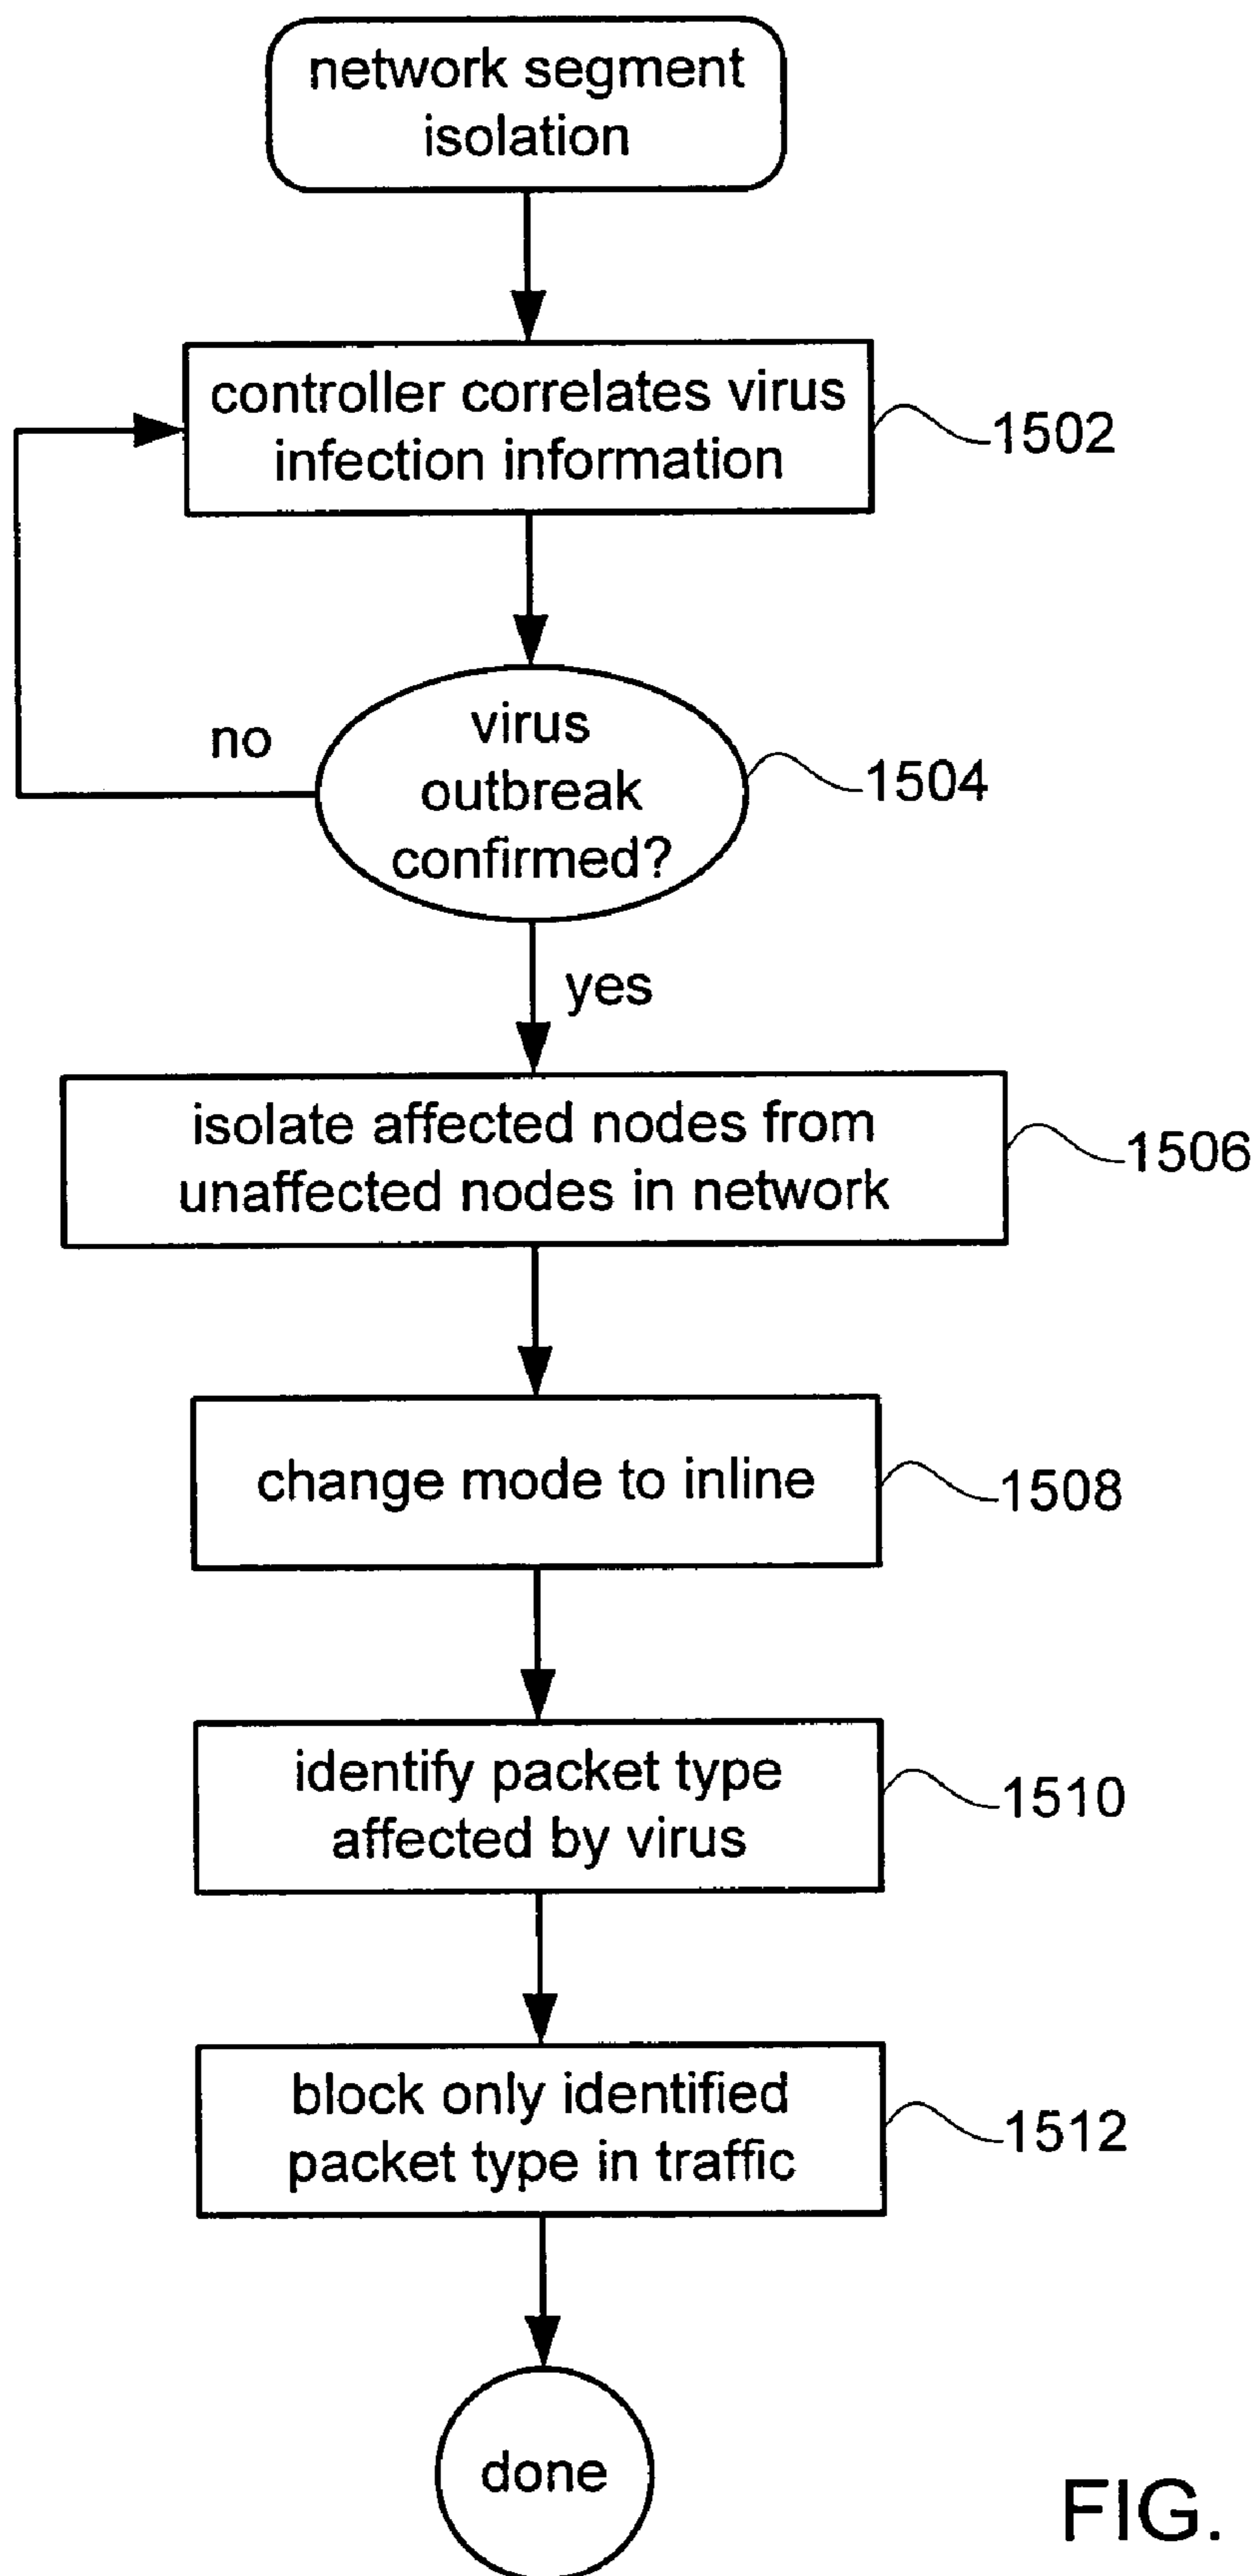 network segment
isolation
controller correlates virus
infection information
1502
no
virus
outbreak
confirmed?
1504
yes
isolate affected nodes from
unaffected nodes in network
1506
change mode to inline
1508
identify packet type
affected by virus
1510
block only identified
packet type in traffic
1512
done
FIG.